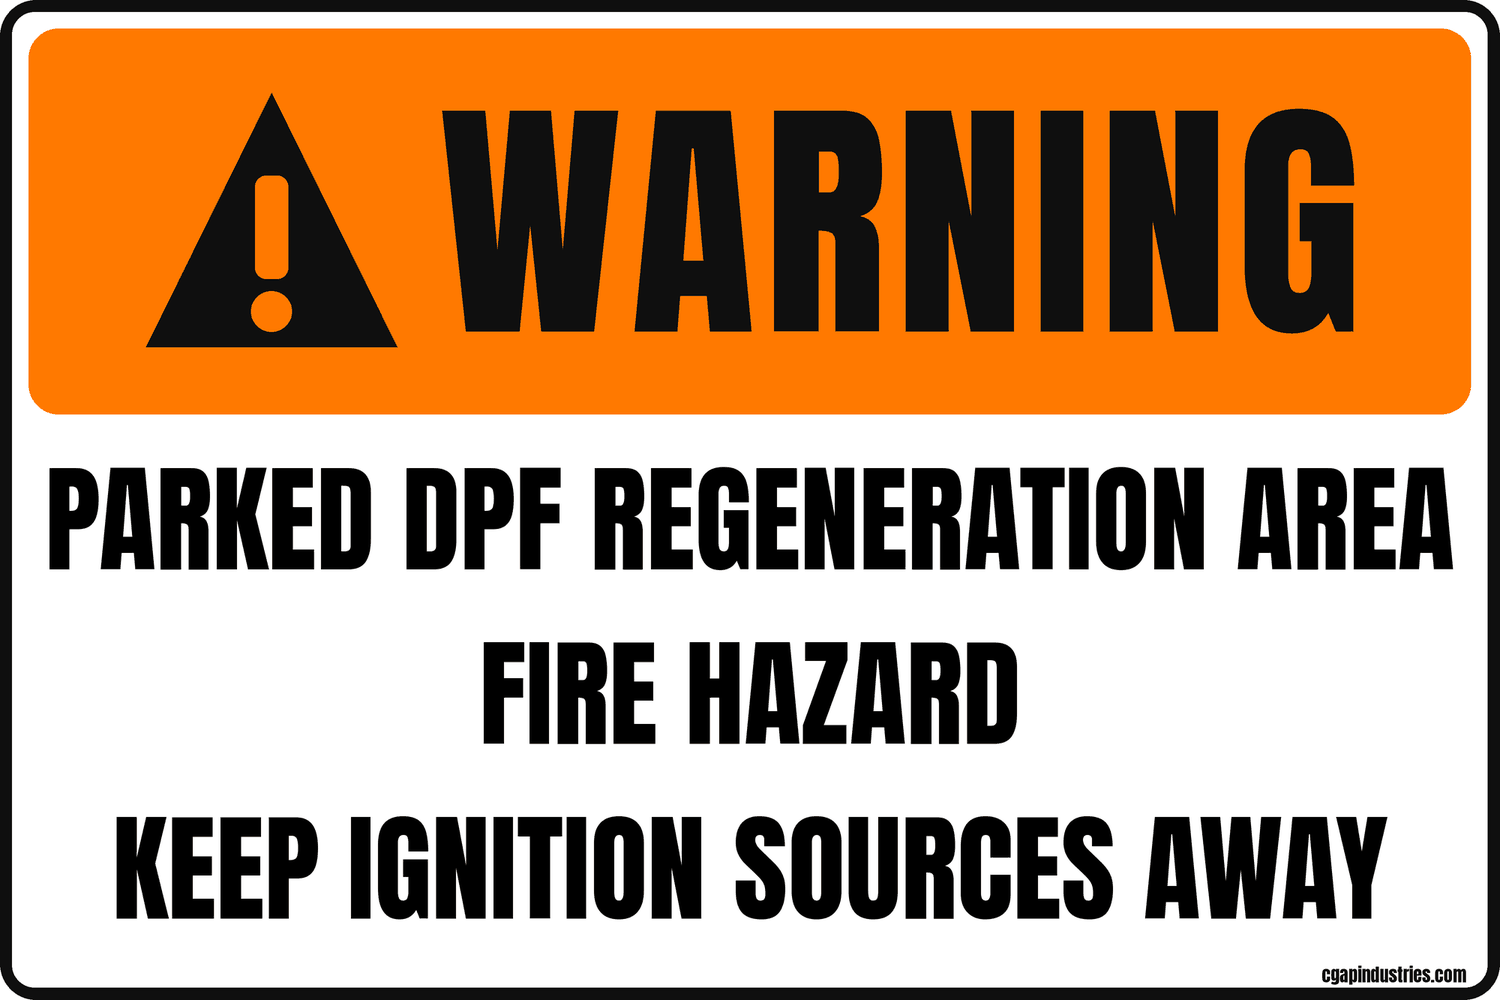 WARNING
PARKED DPF REGENERATION AREA
FIRE HAZARD
KEEP IGNITION SOURCES AWAY
cgapindustries.com